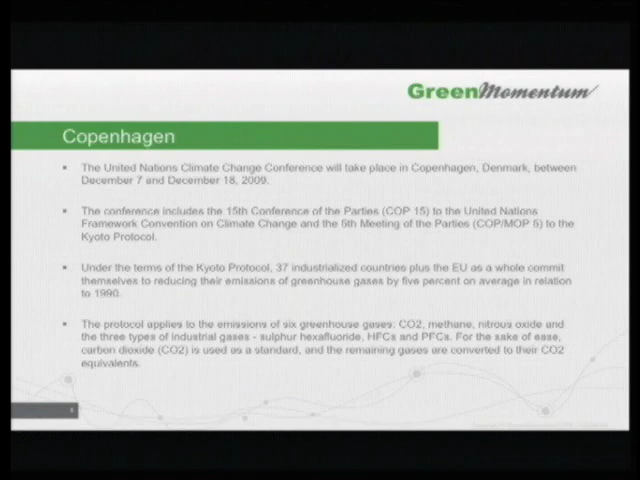 GreenMomentum
Copenhagen
▪ The United Nations Climate Change Conference will take place in Copenhagen, Denmark, between
December 7 and December 18, 2009.
▪ The conference includes the 15th Conference of the Parties (COP 15) to the United Nations
Framework Convention on Climate Change and the 5th Meeting of the Parties (COP/MOP 5) to the
Kyoto Protocol.
▪ Under the terms of the Kyoto Protocol, 37 industrialized countries plus the EU as a whole commit
themselves to reducing their emissions of greenhouse gases by five percent on average in relation
to 1990.
▪ The protocol applies to the emissions of six greenhouse gases: CO2, methane, nitrous oxide and
the three types of industrial gases - sulphur hexafluoride, HFCs and PFCs. For the sake of ease,
carbon dioxide (CO2) is used as a standard, and the remaining gases are converted to their CO2
equivalents.